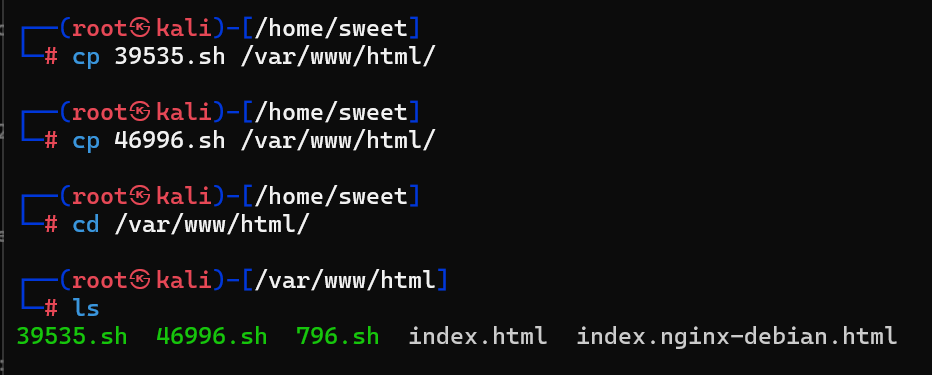 ┌──(root㉿kali)-[/home/sweet]
└─# cp 39535.sh /var/www/html/
┌──(root㉿kali)-[/home/sweet]
└─# cp 46996.sh /var/www/html/
┌──(root㉿kali)-[/home/sweet]
└─# cd /var/www/html/
┌──(root㉿kali)-[/var/www/html]
└─# ls
39535.sh  46996.sh  796.sh  index.html  index.nginx-debian.html